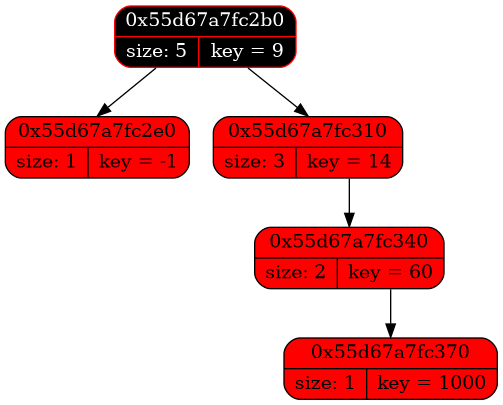 0x55d67a7fc2b0
size: 5 key = 9
0x55d67a7fc2e0
size: 1 key = -1
0x55d67a7fc310
size: 3 key = 14
0x55d67a7fc340
size: 2 key = 60
0x55d67a7fc370
size: 1 key = 1000